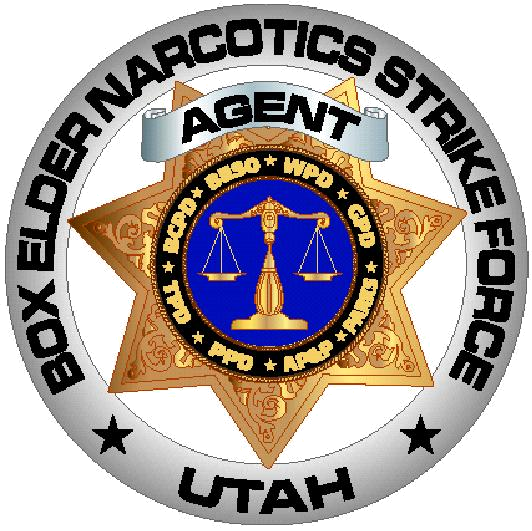 BOX ELDER NARCOTICS STRIKE FORCE
AGENT
BCPD ★ BESO ★ WPD ★ GPD ★ PARKS ★ AP&P ★ PPD ★ TPD ★
★ UTAH ★